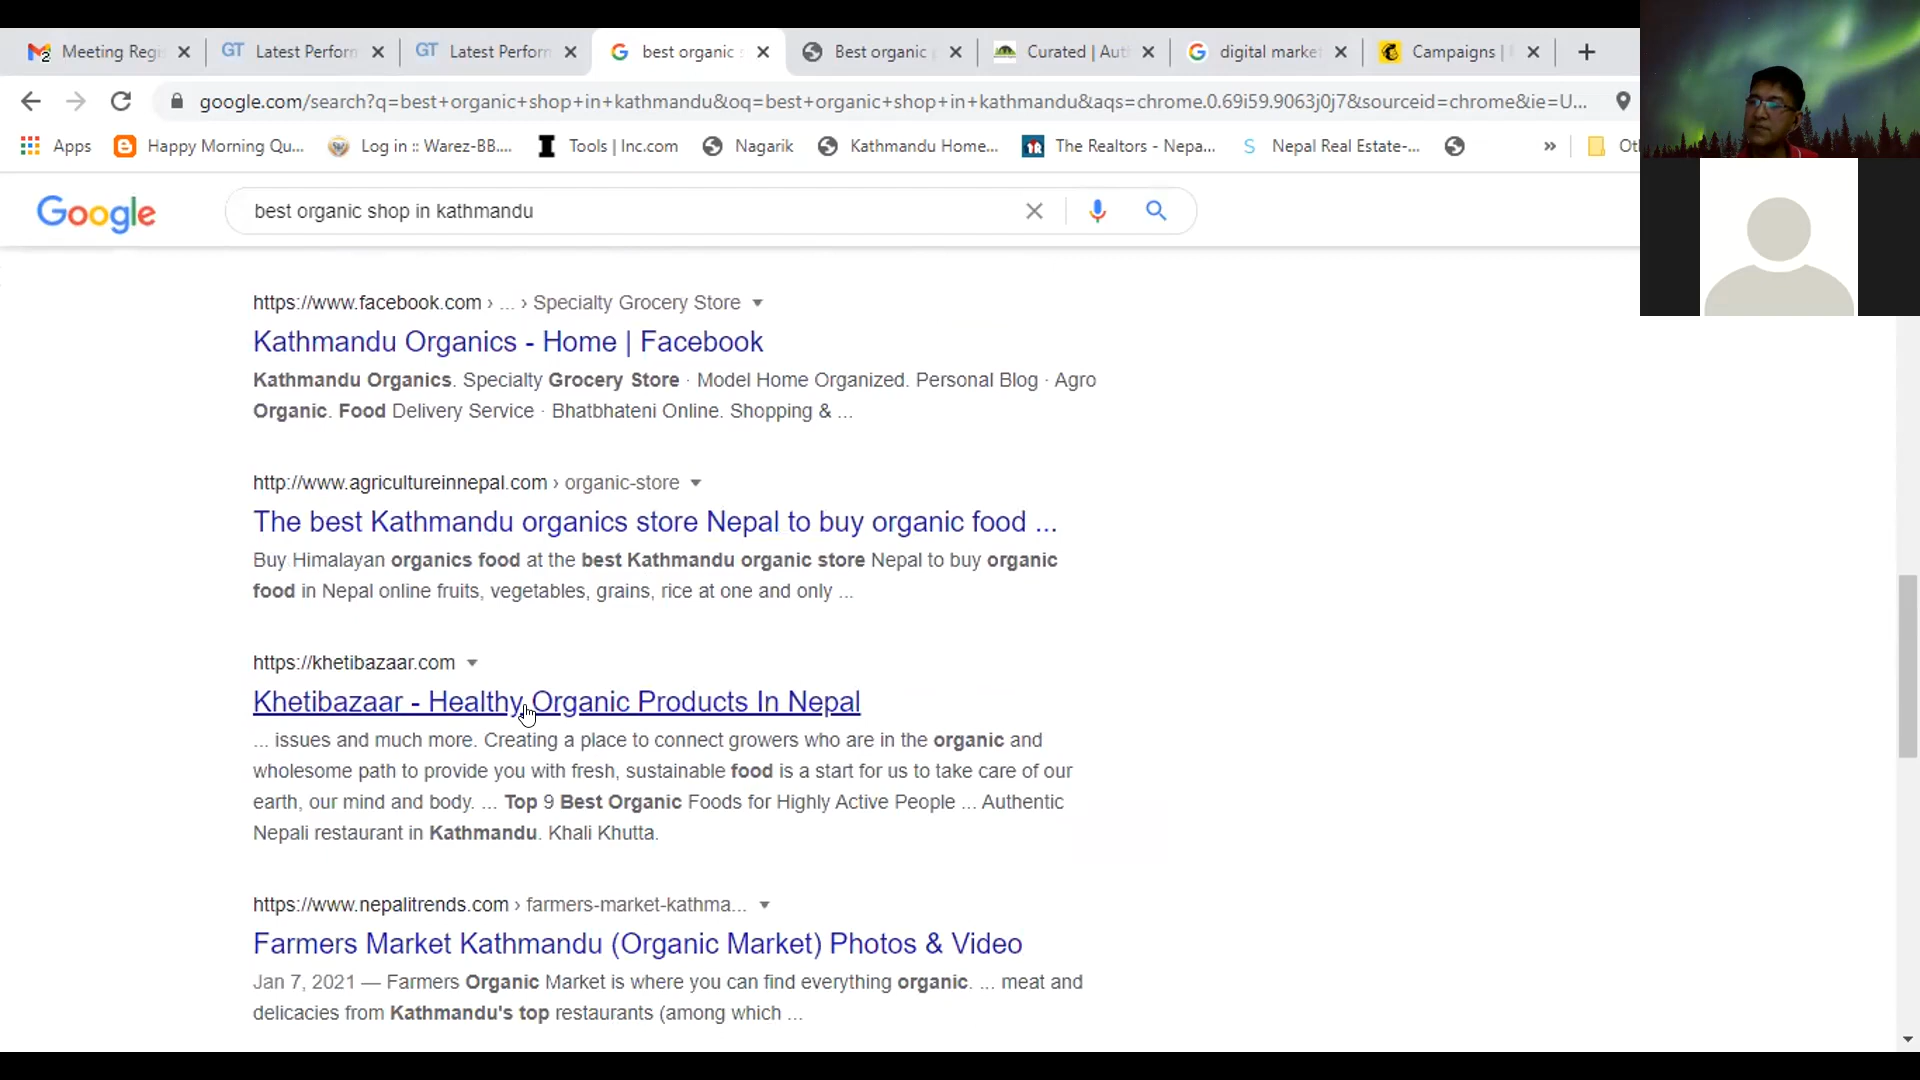 2 Meeting Regi
GT Latest Perform
GT Latest Perform
best organic s
Best organic
Curated | Aut
digital marke
Campaigns |
google.com/search?q=best+organic+shop+in+kathmandu&oq=best+organic+shop+in+kathmandu&aqs=chrome.0.69i59.9063j0j7&sourceid=chrome&ie=U...
Apps
Happy Morning Qu...
Log in :: Warez-BB....
Tools | Inc.com
Nagarik
Kathmandu Home...
The Realtors - Nepa...
Nepal Real Estate-...
»
Ot
Google
best organic shop in kathmandu
https://www.facebook.com › ... › Specialty Grocery Store
Kathmandu Organics - Home | Facebook
Kathmandu Organics. Specialty Grocery Store · Model Home Organized. Personal Blog · Agro
Organic. Food Delivery Service · Bhatbhateni Online. Shopping & ...
http://www.agricultureinnepal.com › organic-store
The best Kathmandu organics store Nepal to buy organic food ...
Buy Himalayan organics food at the best Kathmandu organic store Nepal to buy organic
food in Nepal online fruits, vegetables, grains, rice at one and only ...
https://khetibazaar.com
Khetibazaar - Healthy Organic Products In Nepal
... issues and much more. Creating a place to connect growers who are in the organic and
wholesome path to provide you with fresh, sustainable food is a start for us to take care of our
earth, our mind and body. ... Top 9 Best Organic Foods for Highly Active People ... Authentic
Nepali restaurant in Kathmandu. Khali Khutta.
https://www.nepalitrends.com › farmers-market-kathma...
Farmers Market Kathmandu (Organic Market) Photos & Video
Jan 7, 2021 — Farmers Organic Market is where you can find everything organic. ... meat and
delicacies from Kathmandu's top restaurants (among which ...